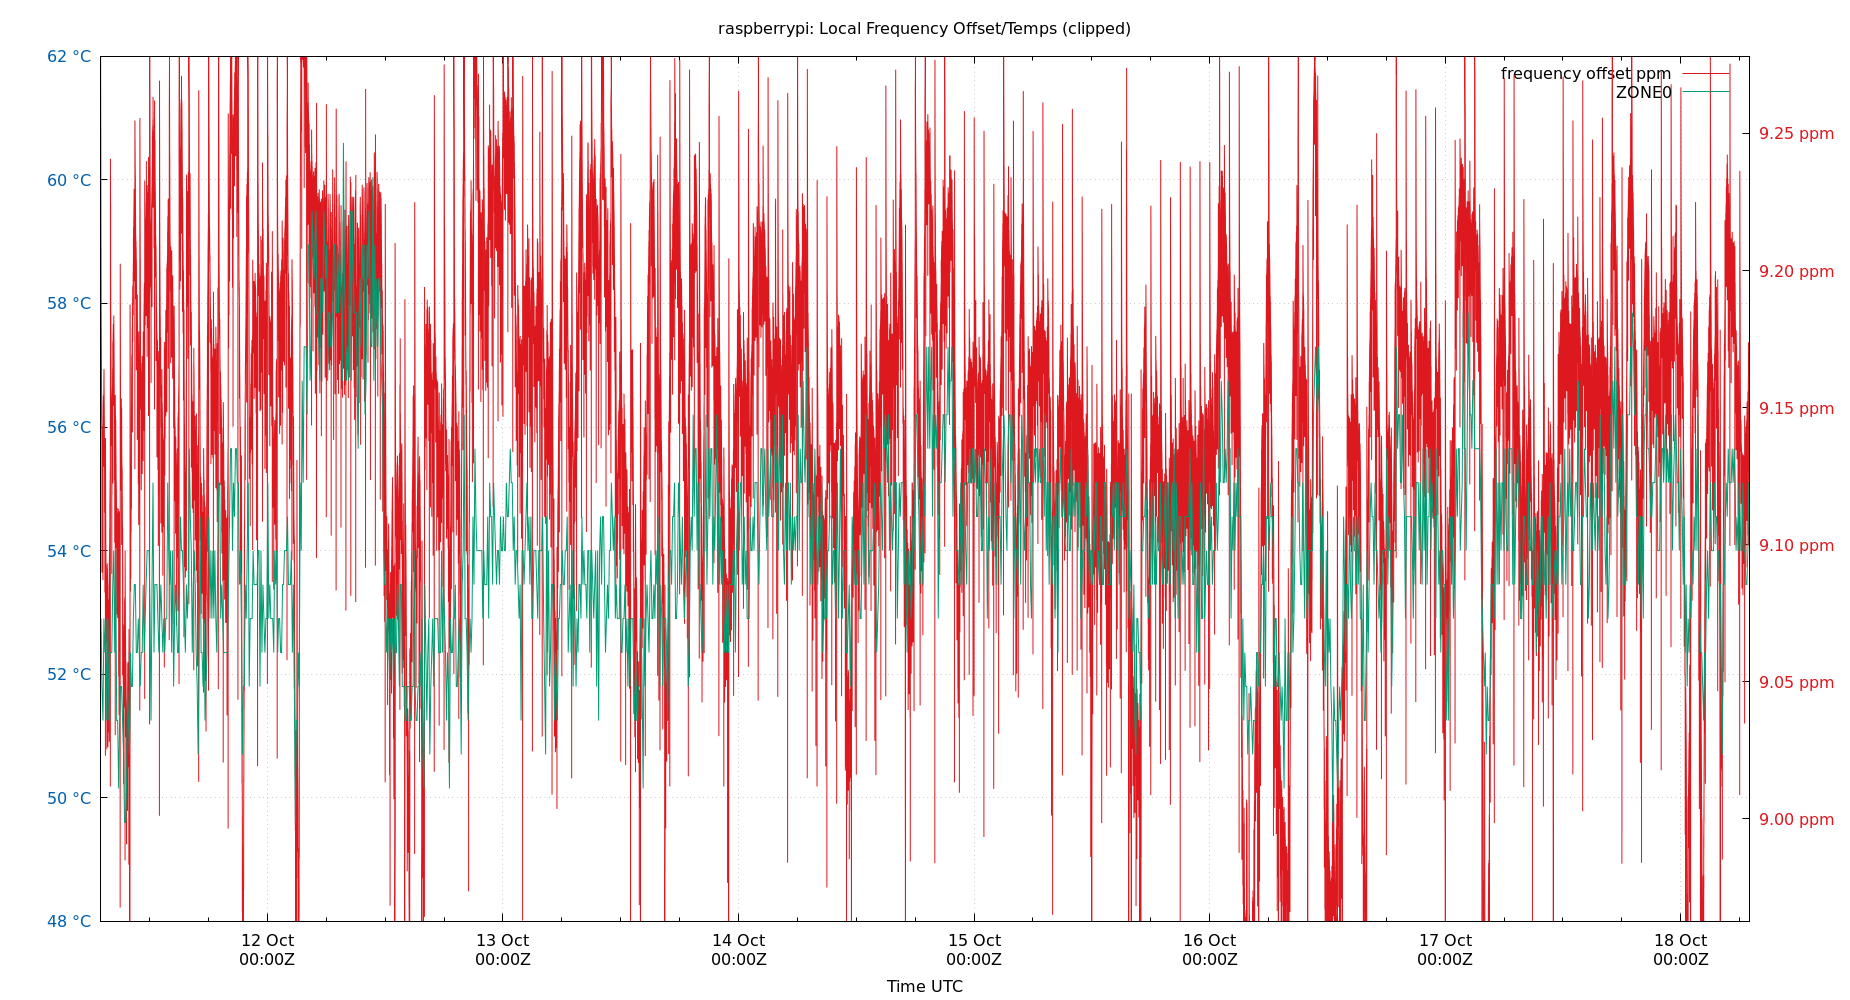 raspberrypi: Local Frequency Offset/Temps (clipped)
62 °C
60 °C
58 °C
56 °C
54 °C
52 °C
50 °C
48 °C
frequency offset ppm
ZONE0
9.25 ppm
9.20 ppm
9.15 ppm
9.10 ppm
9.05 ppm
9.00 ppm
12 Oct 13 Oct 14 Oct 15 Oct 16 Oct 17 Oct 18 Oct
00:00Z 00:00Z 00:00Z 00:00Z 00:00Z 00:00Z 00:00Z
Time UTC